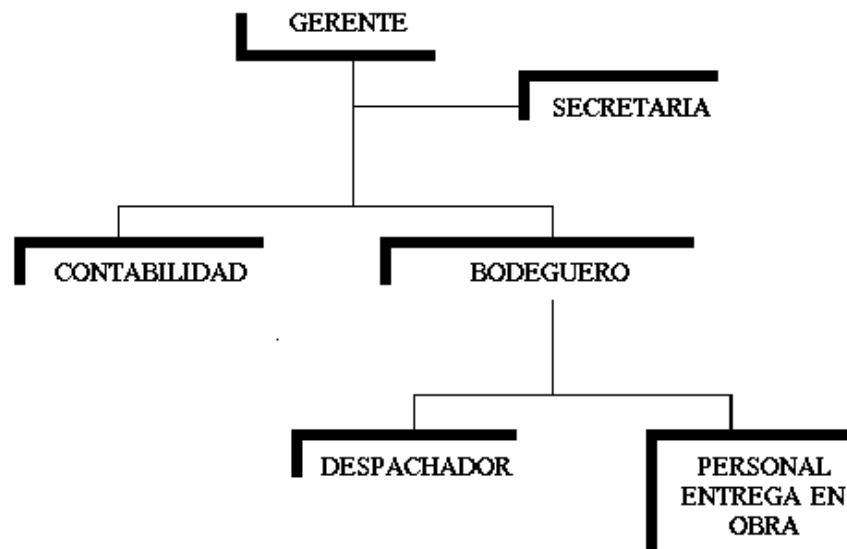 GERENTE
SECRETARIA
CONTABILIDAD
BODEGUERO
DESPACHADOR
PERSONAL
ENTREGA EN
OBRA